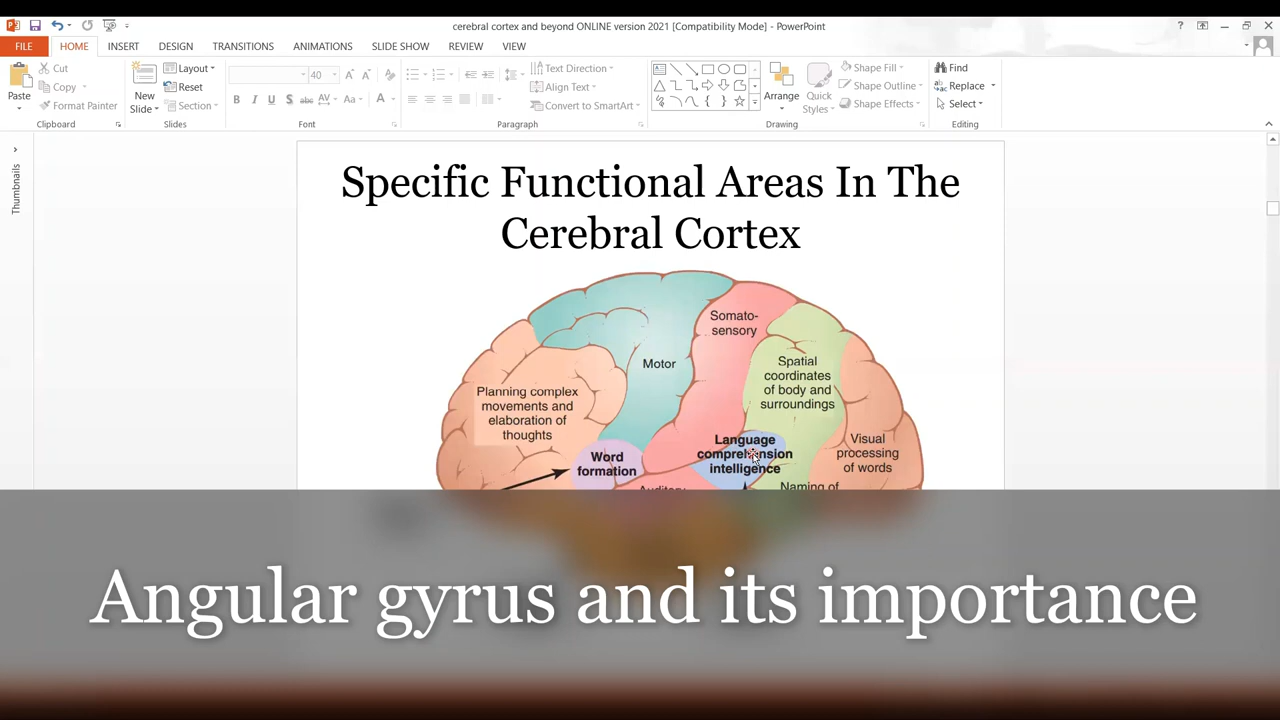 cerebral cortex and beyond ONLINE version 2021 [Compatibility Mode] - PowerPoint
FILE HOME INSERT DESIGN TRANSITIONS ANIMATIONS SLIDE SHOW REVIEW VIEW
Paste
Cut
Copy
Format Painter
Clipboard
New
Slide
Layout
Reset
Section
Slides
40
B I U S abc AV Aa A
Font
Text Direction
Align Text
Convert to SmartArt
Paragraph
Arrange
Quick
Styles
Shape Fill
Shape Outline
Shape Effects
Drawing
Find
Replace
Select
Editing
Thumbnails
Specific Functional Areas In The
Cerebral Cortex
Somato-
sensory
Motor
Spatial
coordinates
of body and
surroundings
Planning complex
movements and
elaboration of
thoughts
Word
formation
Language
comprehension
intelligence
Visual
processing
of words
Auditory
Naming of
Angular gyrus and its importance